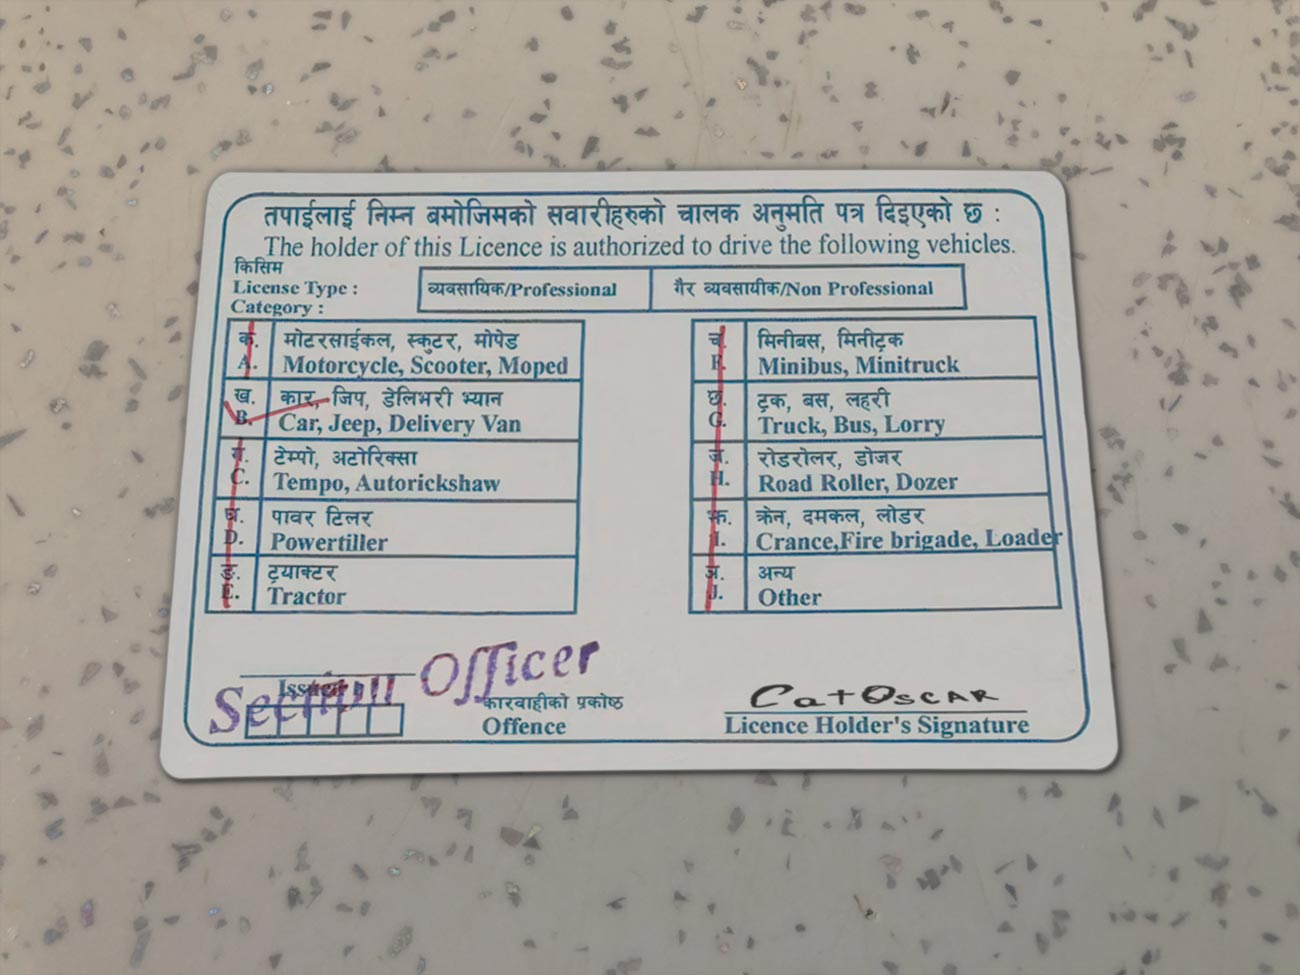 तपाईलाई निम्न बमोजिमको सवारीहरुको चालक अनुमति पत्र दिइएको छ :
The holder of this Licence is authorized to drive the following vehicles.
किसिम
License Type :
व्यवसायिक/Professional
गैर व्यवसायीक/Non Professional
Category :
क. मोटरसाईकल, स्कुटर, मोपेड
A. Motorcycle, Scooter, Moped
ख. कार, जिप, डेलिभरी भ्यान
B. Car, Jeep, Delivery Van
ग. टेम्पो, अटोरिक्सा
C. Tempo, Autorickshaw
घ. पावर टिलर
D. Powertiller
ङ. ट्रयाक्टर
E. Tractor
च. मिनीबस, मिनीट्रक
F. Minibus, Minitruck
छ. ट्रक, बस, लहरी
G. Truck, Bus, Lorry
ज. रोडरोलर, डोजर
H. Road Roller, Dozer
झ. क्रेन, दमकल, लोडर
I. Crance,Fire brigade, Loader
ञ. अन्य
J. Other
Section Officer
कारवाहीको प्रकोष्ठ
Offence
CatOscar
Licence Holder's Signature